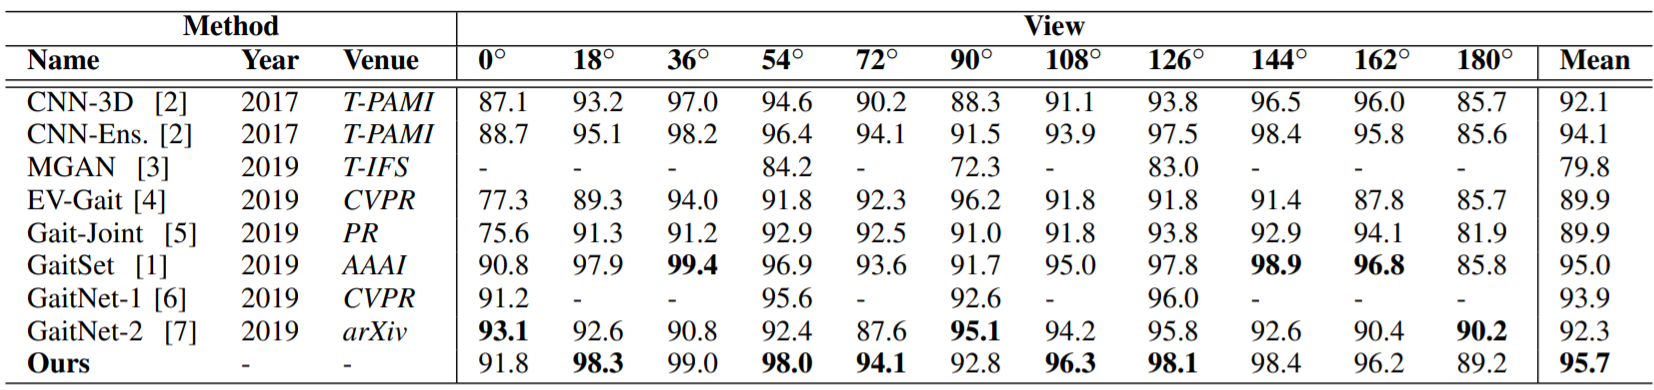 Method View
Name Year Venue 0° 18° 36° 54° 72° 90° 108° 126° 144° 162° 180° Mean
CNN-3D [2] 2017 T-PAMI 87.1 93.2 97.0 94.6 90.2 88.3 91.1 93.8 96.5 96.0 85.7 92.1
CNN-Ens. [2] 2017 T-PAMI 88.7 95.1 98.2 96.4 94.1 91.5 93.9 97.5 98.4 95.8 85.6 94.1
MGAN [3] 2019 T-IFS - - - 84.2 - 72.3 - 83.0 - - - 79.8
EV-Gait [4] 2019 CVPR 77.3 89.3 94.0 91.8 92.3 96.2 91.8 91.8 91.4 87.8 85.7 89.9
Gait-Joint [5] 2019 PR 75.6 91.3 91.2 92.9 92.5 91.0 91.8 93.8 92.9 94.1 81.9 89.9
GaitSet [1] 2019 AAAI 90.8 97.9 99.4 96.9 93.6 91.7 95.0 97.8 98.9 96.8 85.8 95.0
GaitNet-1 [6] 2019 CVPR 91.2 - - 95.6 - 92.6 - 96.0 - - - 93.9
GaitNet-2 [7] 2019 arXiv 93.1 92.6 90.8 92.4 87.6 95.1 94.2 95.8 92.6 90.4 90.2 92.3
Ours - - 91.8 98.3 99.0 98.0 94.1 92.8 96.3 98.1 98.4 96.2 89.2 95.7